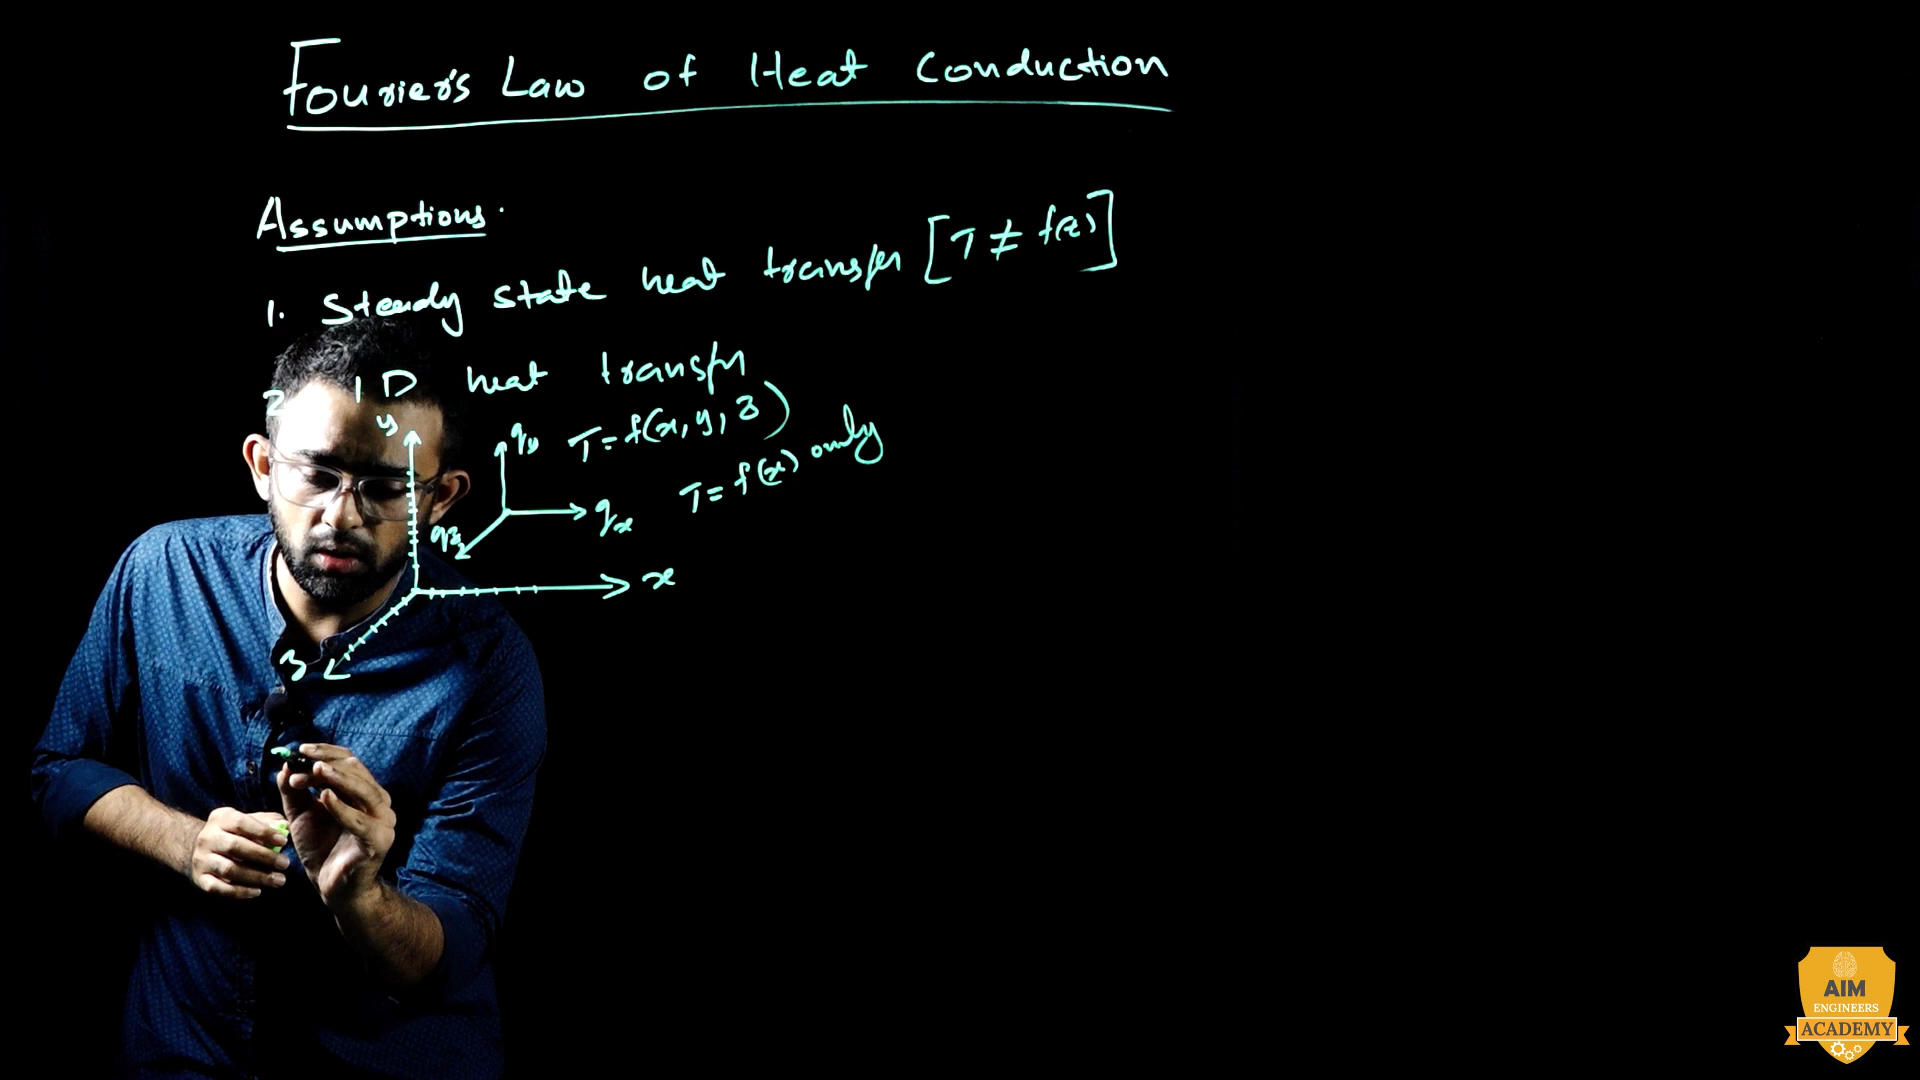 Fourier's Law of Heat Conduction
Assumptions.
1. Steady state heat transfer [T ≠ f(z)]
2 1D heat transfer
y
qy T=f(x,y,z)
T=f(x) only
qx
qz
x
z
AIM
ENGINEERS
ACADEMY